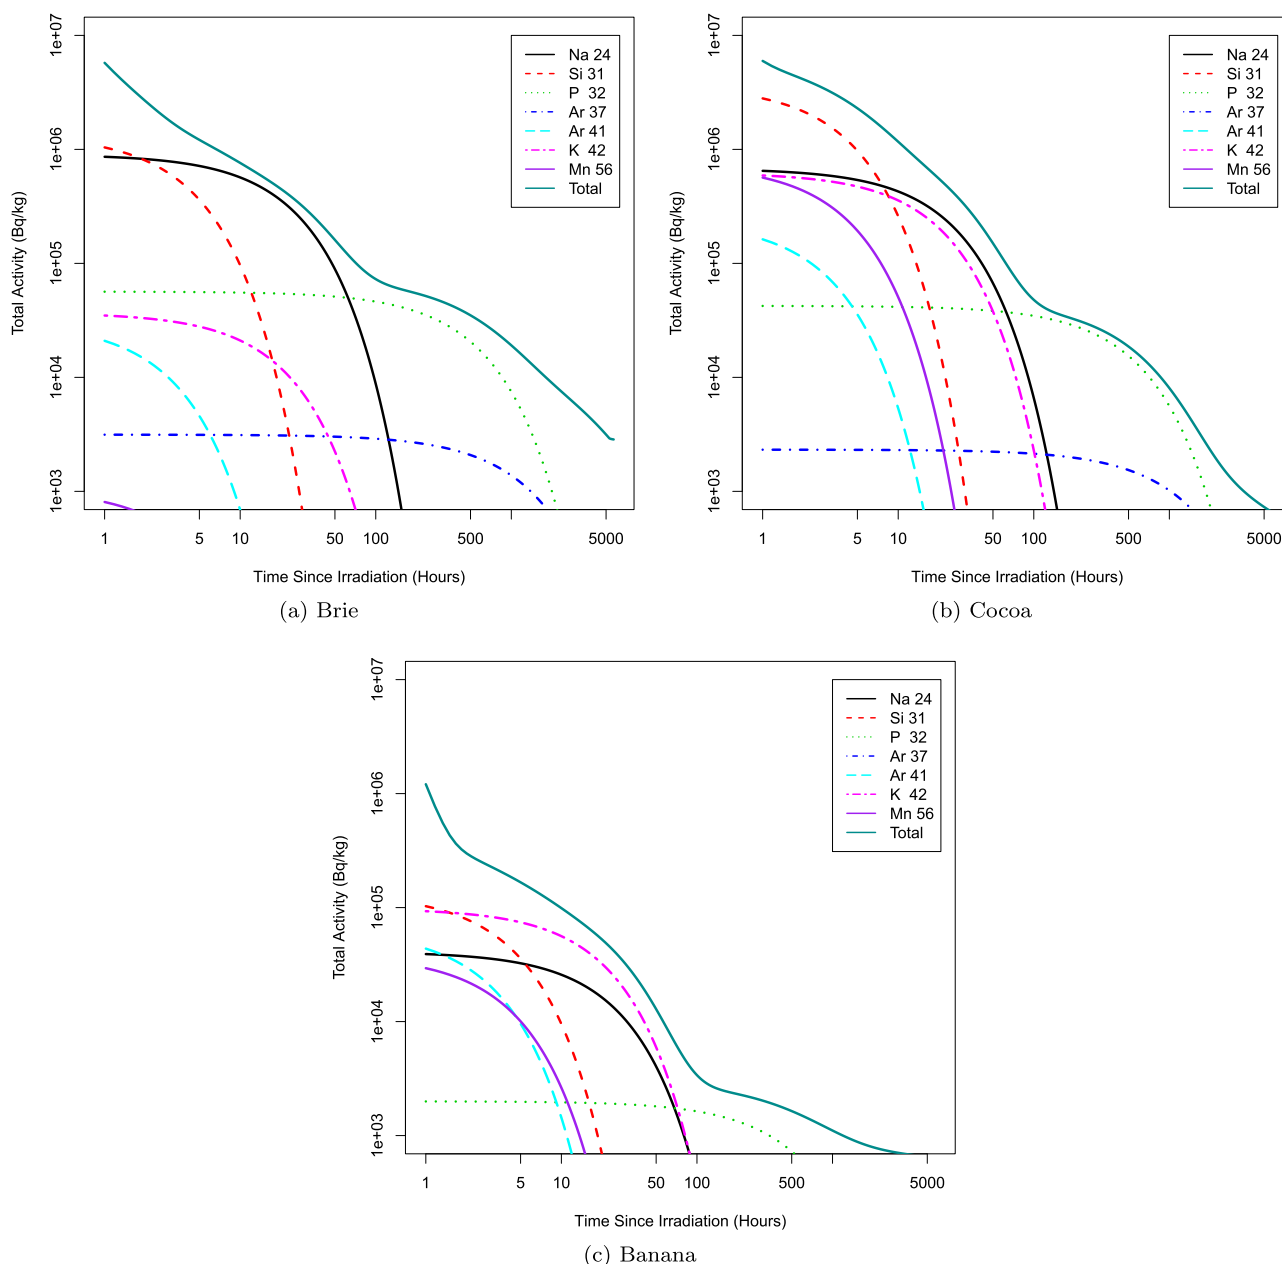 Total Activity (Bq/kg)
1e+07
1e+06
1e+05
1e+04
1e+03
Na 24
Si 31
P 32
Ar 37
Ar 41
K 42
Mn 56
Total
1 5 10 50 100 500 5000
Time Since Irradiation (Hours)
(a) Brie
Total Activity (Bq/kg)
1e+07
1e+06
1e+05
1e+04
1e+03
Na 24
Si 31
P 32
Ar 37
Ar 41
K 42
Mn 56
Total
1 5 10 50 100 500 5000
Time Since Irradiation (Hours)
(b) Cocoa
Total Activity (Bq/kg)
1e+07
1e+06
1e+05
1e+04
1e+03
Na 24
Si 31
P 32
Ar 37
Ar 41
K 42
Mn 56
Total
1 5 10 50 100 500 5000
Time Since Irradiation (Hours)
(c) Banana